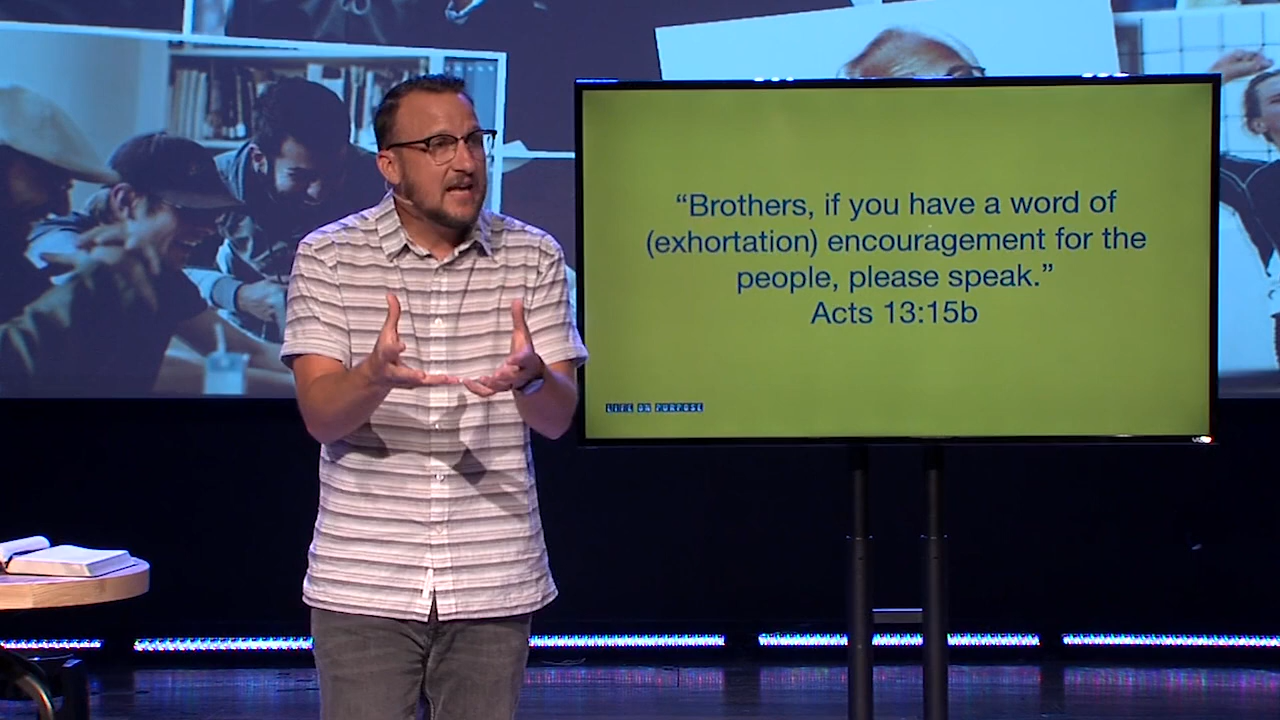 “Brothers, if you have a word of
(exhortation) encouragement for the
people, please speak.”
Acts 13:15b
LIFE ON PURPOSE